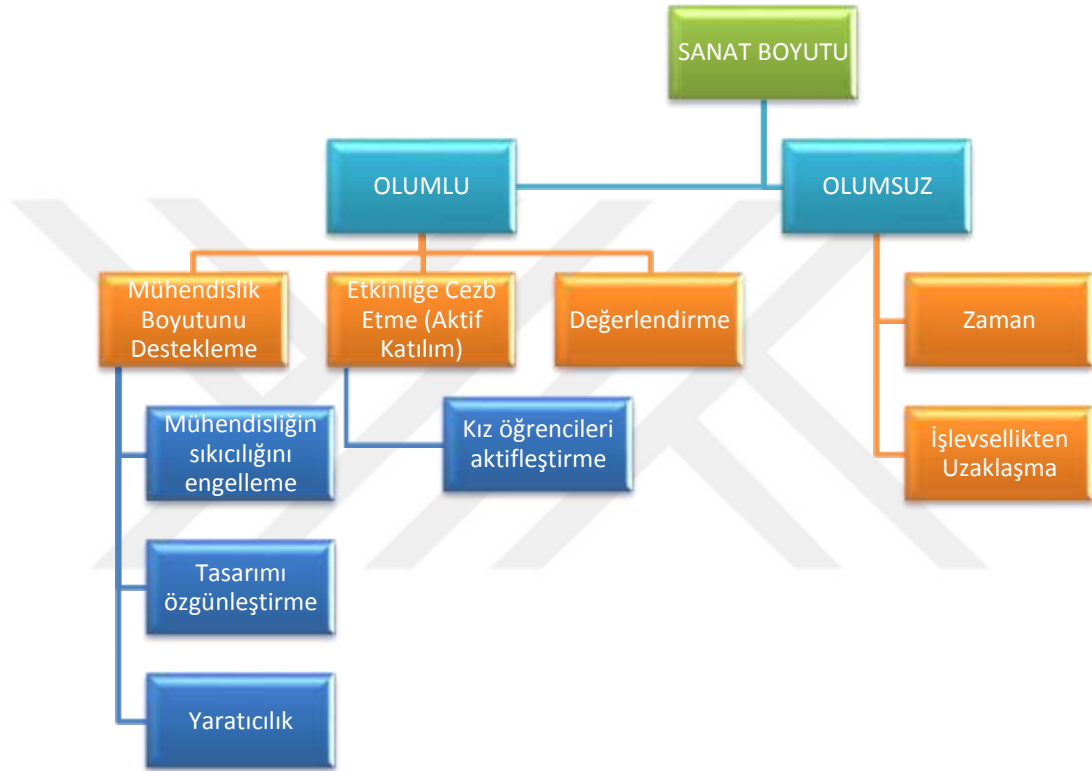 SANAT BOYUTU
OLUMLU
OLUMSUZ
Mühendislik
Boyutunu
Destekleme
Etkinliğe Cezb
Etme (Aktif
Katılım)
Değerlendirme
Zaman
Mühendisliğin
sıkıcılığını
engelleme
Kız öğrencileri
aktifleştirme
İşlevsellikten
Uzaklaşma
Tasarımı
özgünleştirme
Yaratıcılık